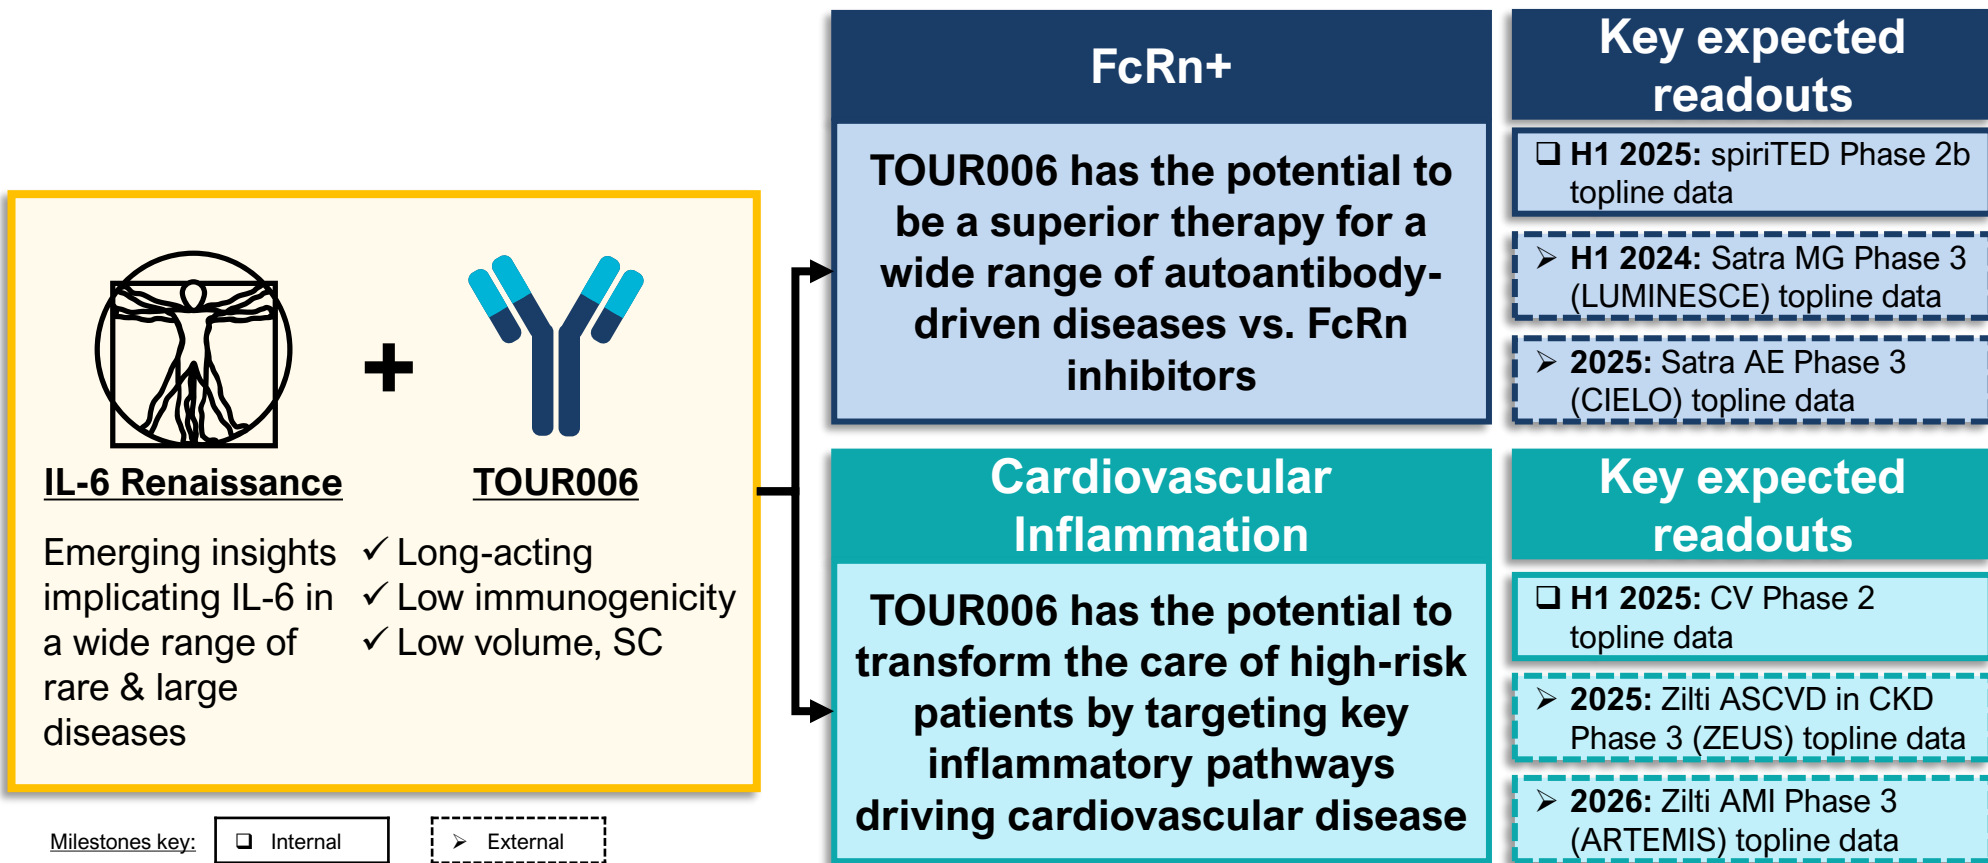 IL-6 Renaissance
Emerging insights
implicating IL-6 in
a wide range of
rare & large
diseases
+
TOUR006
✓ Long-acting
✓ Low immunogenicity
✓ Low volume, SC
Milestones key:
❑ Internal
➢ External
FcRn+
TOUR006 has the potential to
be a superior therapy for a
wide range of autoantibody-
driven diseases vs. FcRn
inhibitors
Key expected
readouts
❑ H1 2025: spiriTED Phase 2b
topline data
➢ H1 2024: Satra MG Phase 3
(LUMINESCE) topline data
➢ 2025: Satra AE Phase 3
(CIELO) topline data
Cardiovascular
Inflammation
TOUR006 has the potential to
transform the care of high-risk
patients by targeting key
inflammatory pathways
driving cardiovascular disease
Key expected
readouts
❑ H1 2025: CV Phase 2
topline data
➢ 2025: Zilti ASCVD in CKD
Phase 3 (ZEUS) topline data
➢ 2026: Zilti AMI Phase 3
(ARTEMIS) topline data